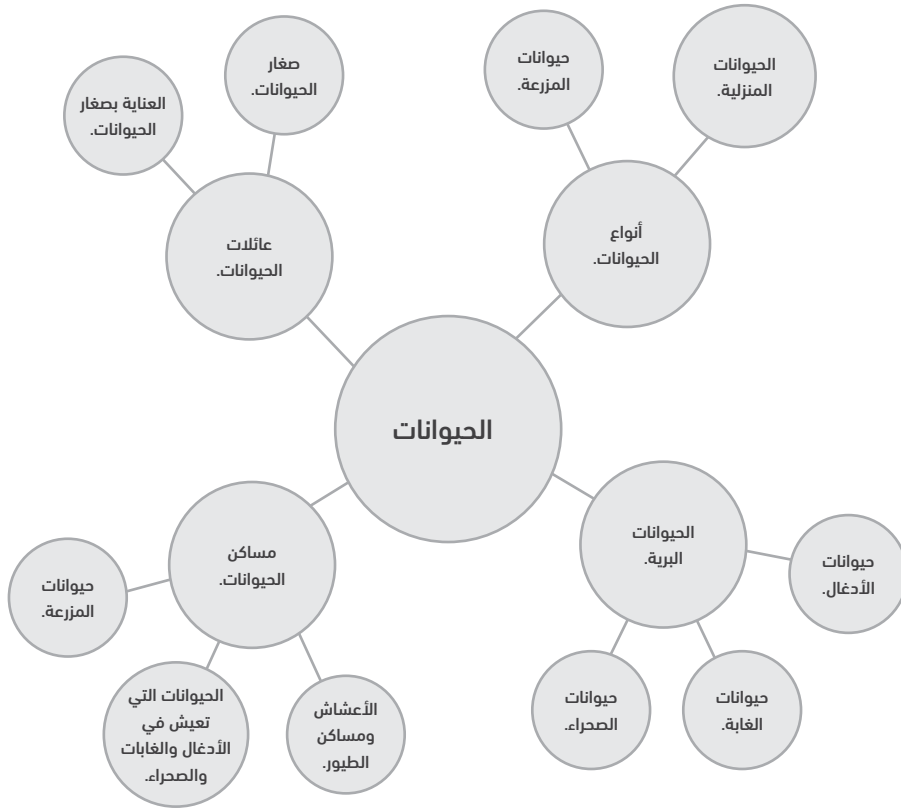 الحيوانات
المنزلية.
حيوانات
المزرعة.
أنواع
الحيوانات.
صغار
الحيوانات.
العناية بصغار
الحيوانات.
عائلات
الحيوانات.
الحيوانات
الحيوانات
البرية.
حيوانات
الأدغال.
حيوانات
الغابة.
حيوانات
الصحراء.
مساكن
الحيوانات.
الأعشاش
ومساكن
الطيور.
الحيوانات التي
تعيش في
الأدغال والغابات
والصحراء.
حيوانات
المزرعة.